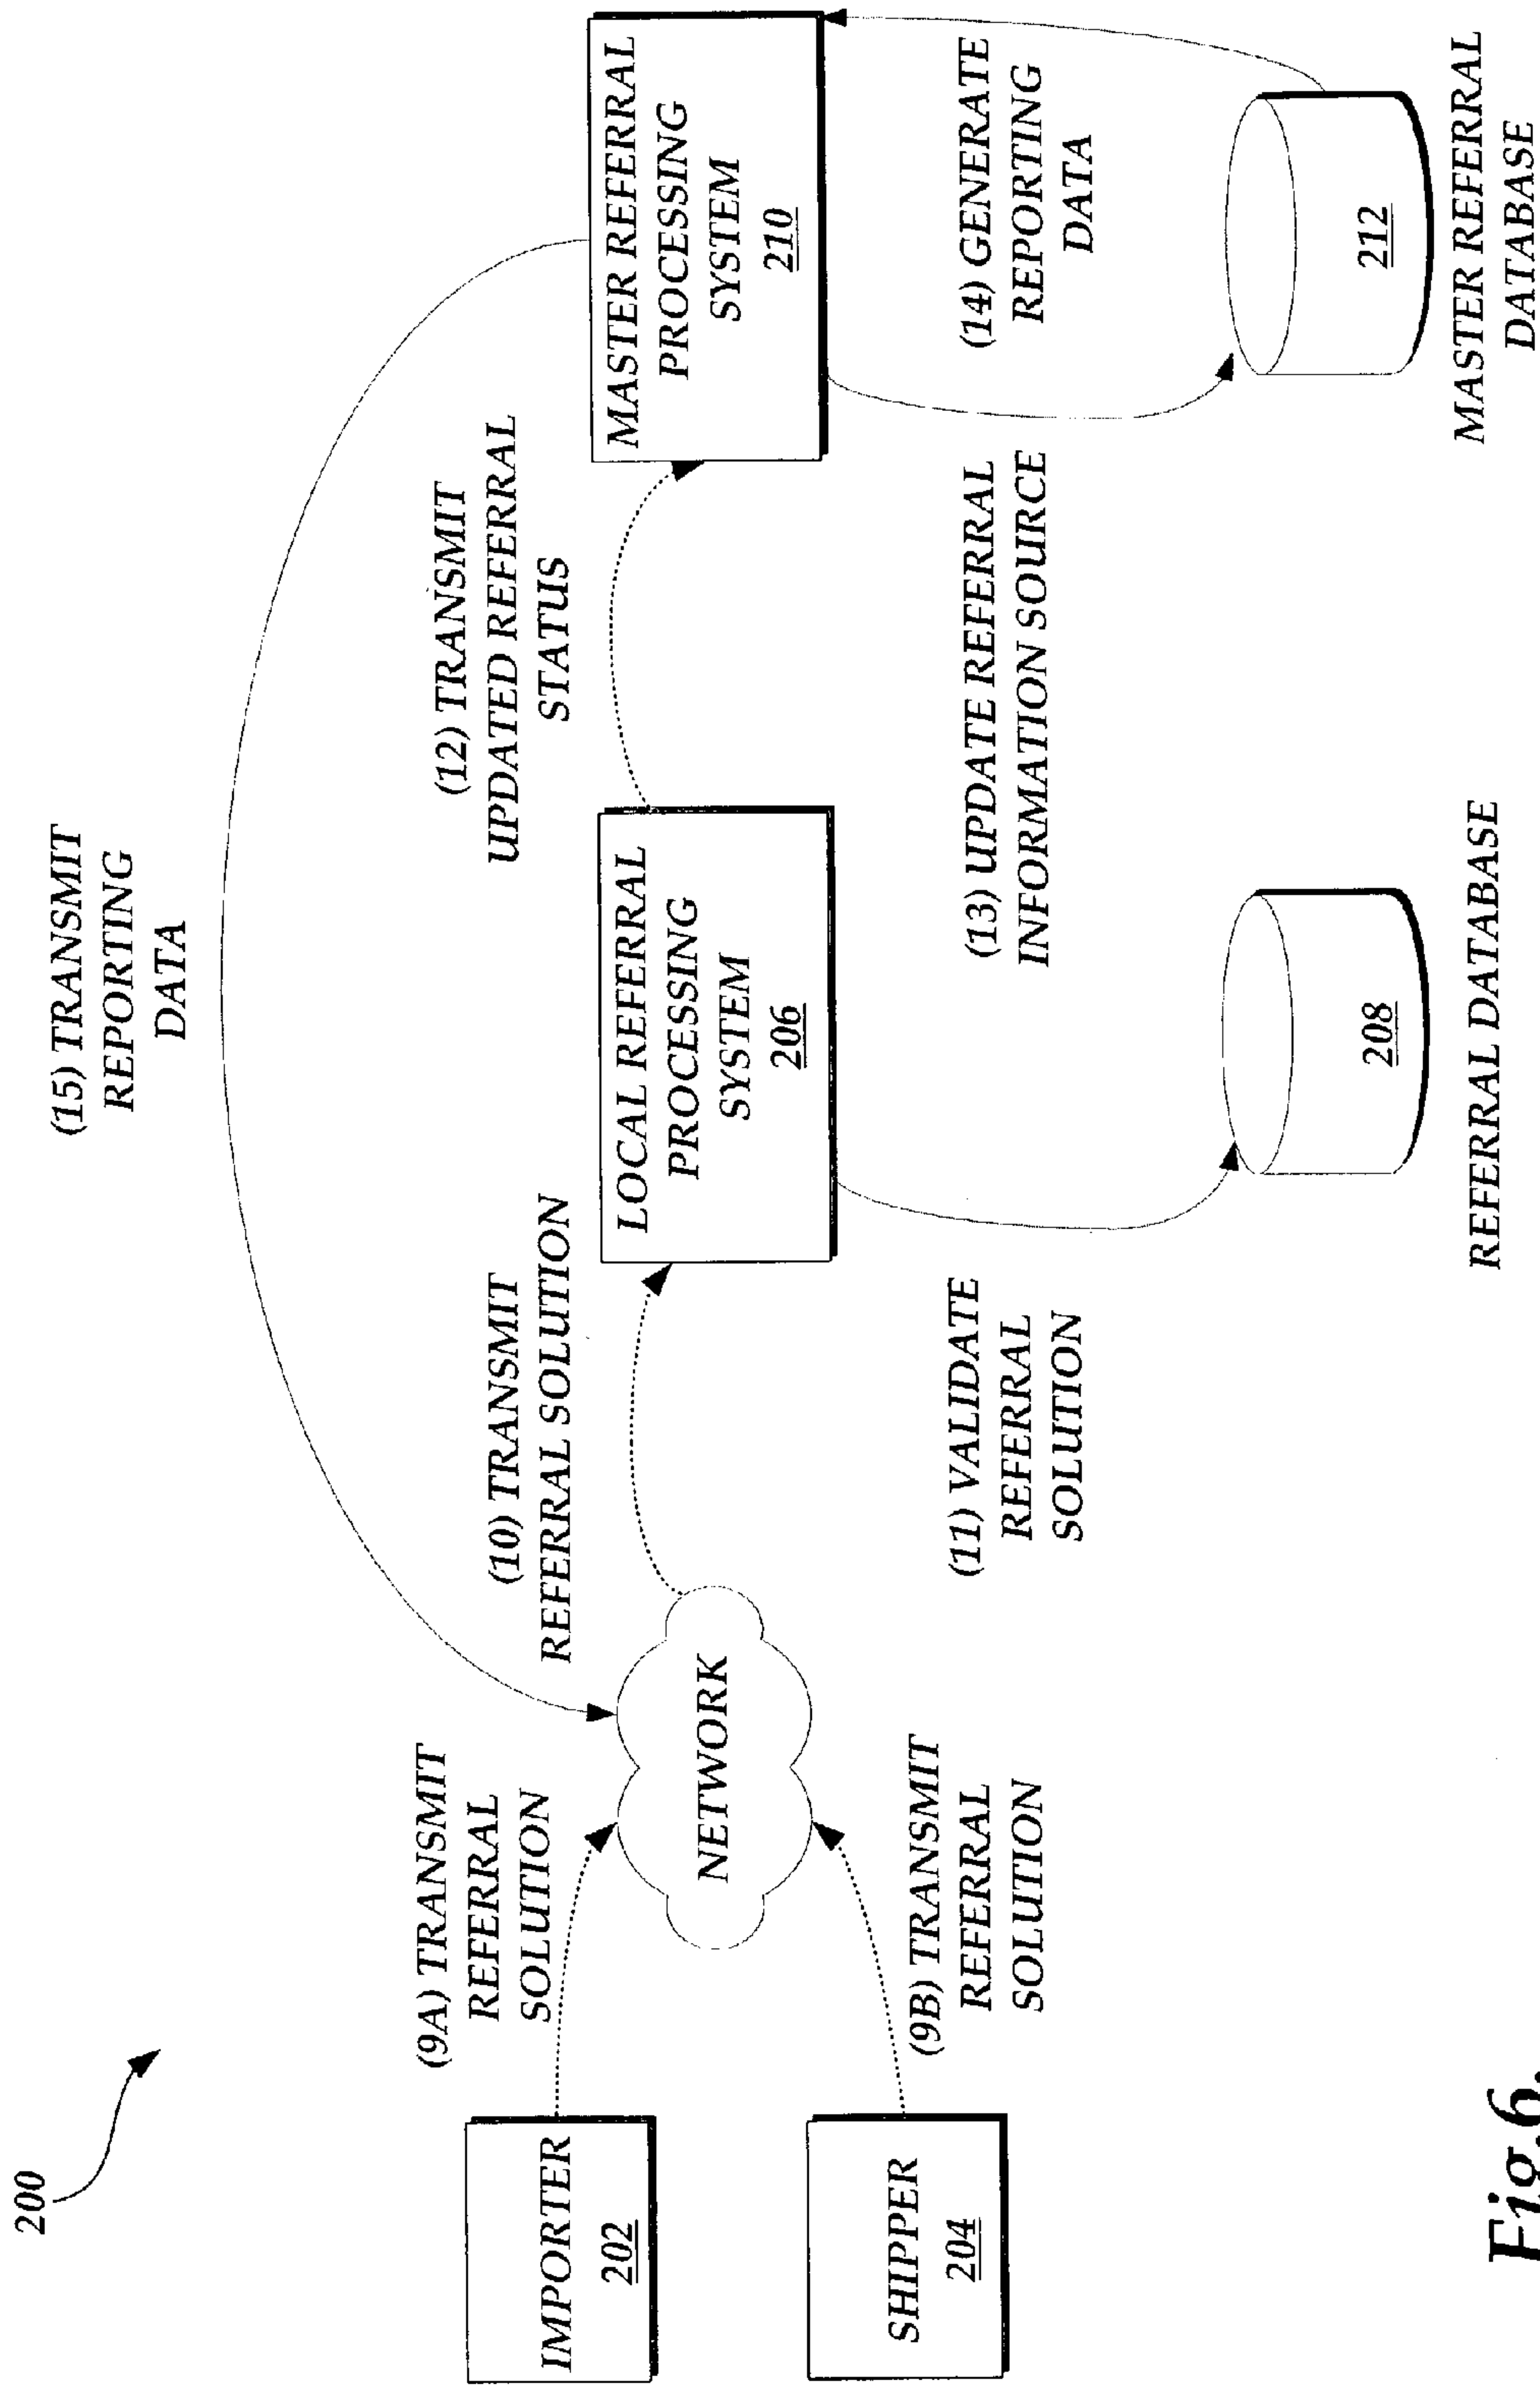 200
(15) TRANSMIT
REPORTING
DATA
(12) TRANSMIT
UPDATED REFERRAL
STATUS
(10) TRANSMIT
REFERRAL SOLUTION
(9A) TRANSMIT
REFERRAL
SOLUTION
IMPORTER
202
NETWORK
LOCAL REFERRAL
PROCESSING
SYSTEM
206
MASTER REFERRAL
PROCESSING
SYSTEM
210
SHIPPER
204
(9B) TRANSMIT
REFERRAL
SOLUTION
(11) VALIDATE
REFERRAL
SOLUTION
(13) UPDATE REFERRAL
INFORMATION SOURCE
(14) GENERATE
REPORTING
DATA
208
REFERRAL DATABASE
212
MASTER REFERRAL
DATABASE
Fig.6.